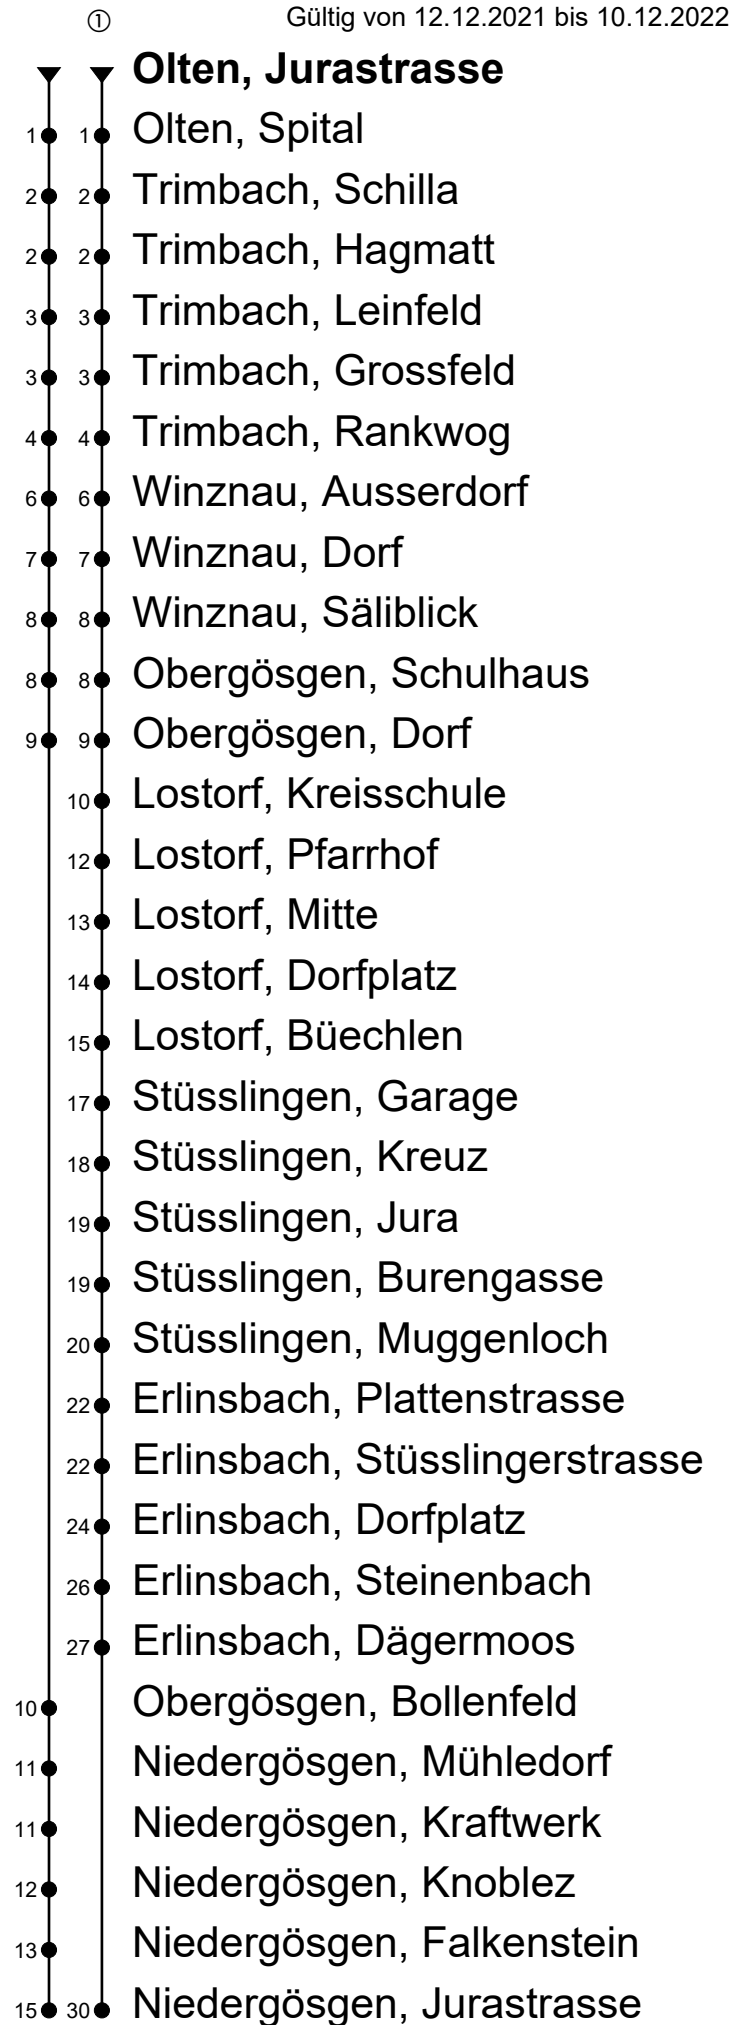 ① Gültig von 12.12.2021 bis 10.12.2022
Olten, Jurastrasse
1 1 Olten, Spital
2 2 Trimbach, Schilla
2 2 Trimbach, Hagmatt
3 3 Trimbach, Leinfeld
3 3 Trimbach, Grossfeld
4 4 Trimbach, Rankwog
6 6 Winznau, Ausserdorf
7 7 Winznau, Dorf
8 8 Winznau, Säliblick
8 8 Obergösgen, Schulhaus
9 9 Obergösgen, Dorf
10 Lostorf, Kreisschule
12 Lostorf, Pfarrhof
13 Lostorf, Mitte
14 Lostorf, Dorfplatz
15 Lostorf, Büechlen
17 Stüsslingen, Garage
18 Stüsslingen, Kreuz
19 Stüsslingen, Jura
19 Stüsslingen, Burengasse
20 Stüsslingen, Muggenloch
22 Erlinsbach, Plattenstrasse
22 Erlinsbach, Stüsslingerstrasse
24 Erlinsbach, Dorfplatz
26 Erlinsbach, Steinenbach
27 Erlinsbach, Dägermoos
10 Obergösgen, Bollenfeld
11 Niedergösgen, Mühledorf
11 Niedergösgen, Kraftwerk
12 Niedergösgen, Knoblez
13 Niedergösgen, Falkenstein
15 30 Niedergösgen, Jurastrasse